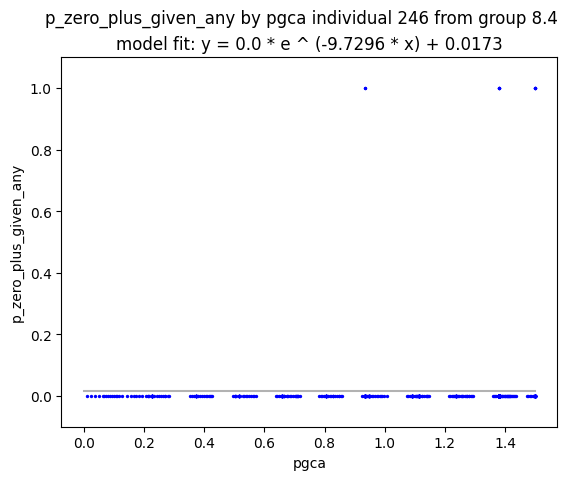 p_zero_plus_given_any by pgca individual 246 from group 8.4
model fit: y = 0.0 * e ^ (-9.7296 * x) + 0.0173
p_zero_plus_given_any
1.0
0.8
0.6
0.4
0.2
0.0
0.0 0.2 0.4 0.6 0.8 1.0 1.2 1.4
pgca